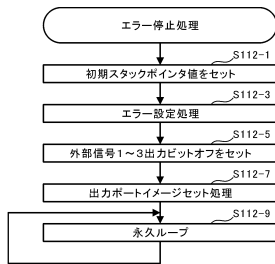 エラー停止処理
S112-1
初期スタックポインタ値をセット
S112-3
エラー設定処理
S112-5
外部信号1～3出力ビットオフをセット
S112-7
出力ポートイメージセット処理
S112-9
永久ループ